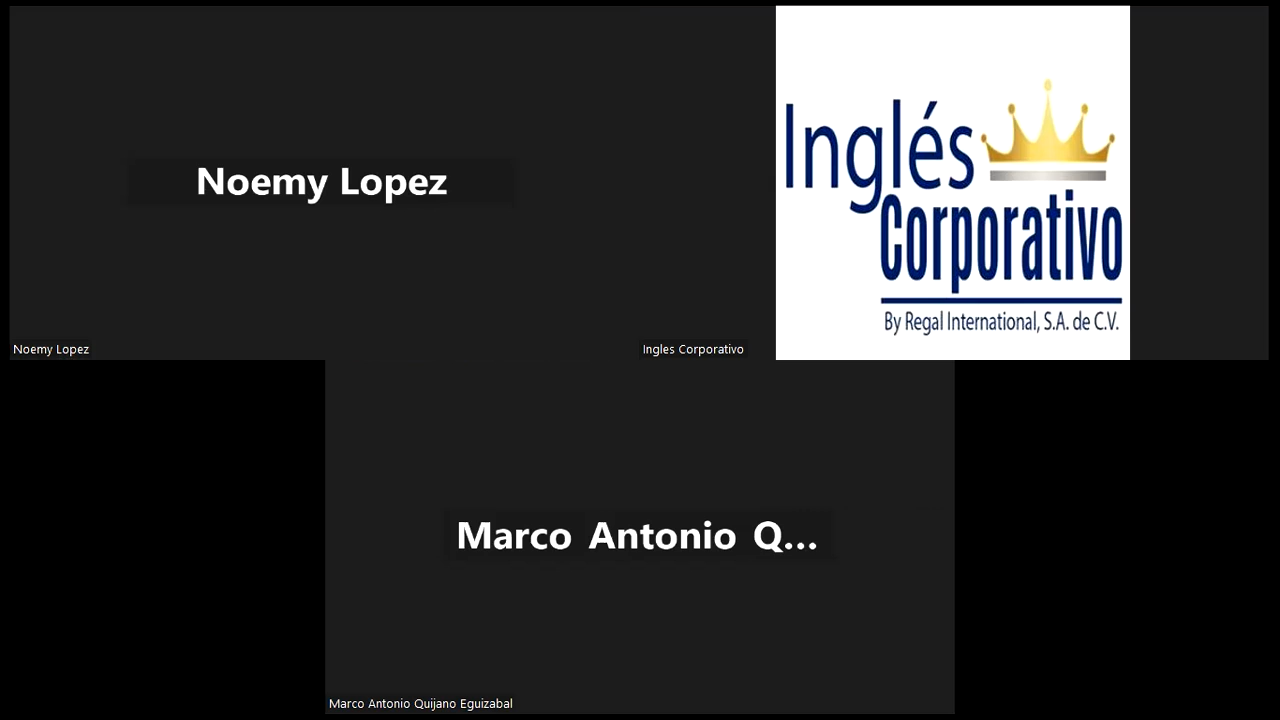 Noemy Lopez
Noemy Lopez
Inglés
Corporativo
By Regal International, S.A. de C.V.
Ingles Corporativo
Marco Antonio Q...
Marco Antonio Quijano Eguizabal